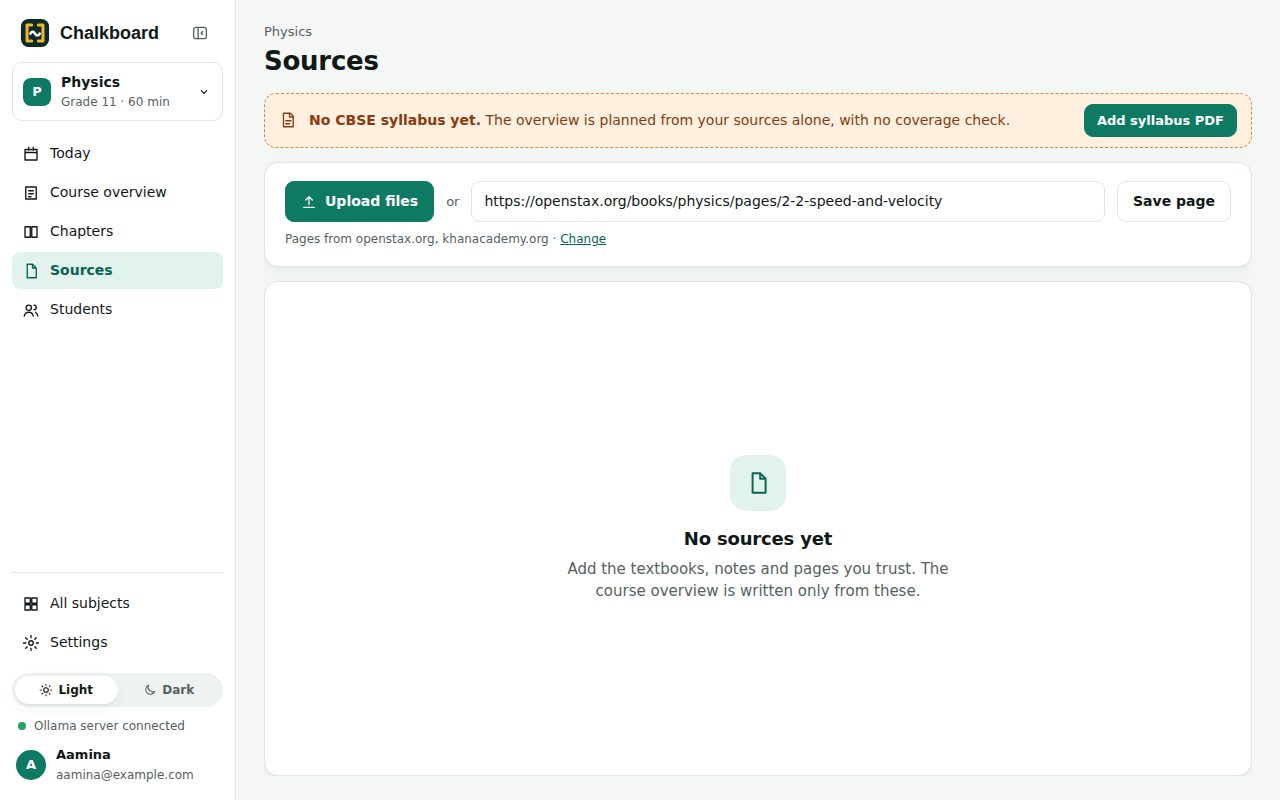 Chalkboard
P
Physics
Grade 11 · 60 min
Today
Course overview
Chapters
Sources
Students
All subjects
Settings
Light
Dark
Ollama server connected
A
Aamina
aamina@example.com
Physics
Sources
No CBSE syllabus yet. The overview is planned from your sources alone, with no coverage check.
Add syllabus PDF
Upload files
or
https://openstax.org/books/physics/pages/2-2-speed-and-velocity
Save page
Pages from openstax.org, khanacademy.org · Change
No sources yet
Add the textbooks, notes and pages you trust. The
course overview is written only from these.